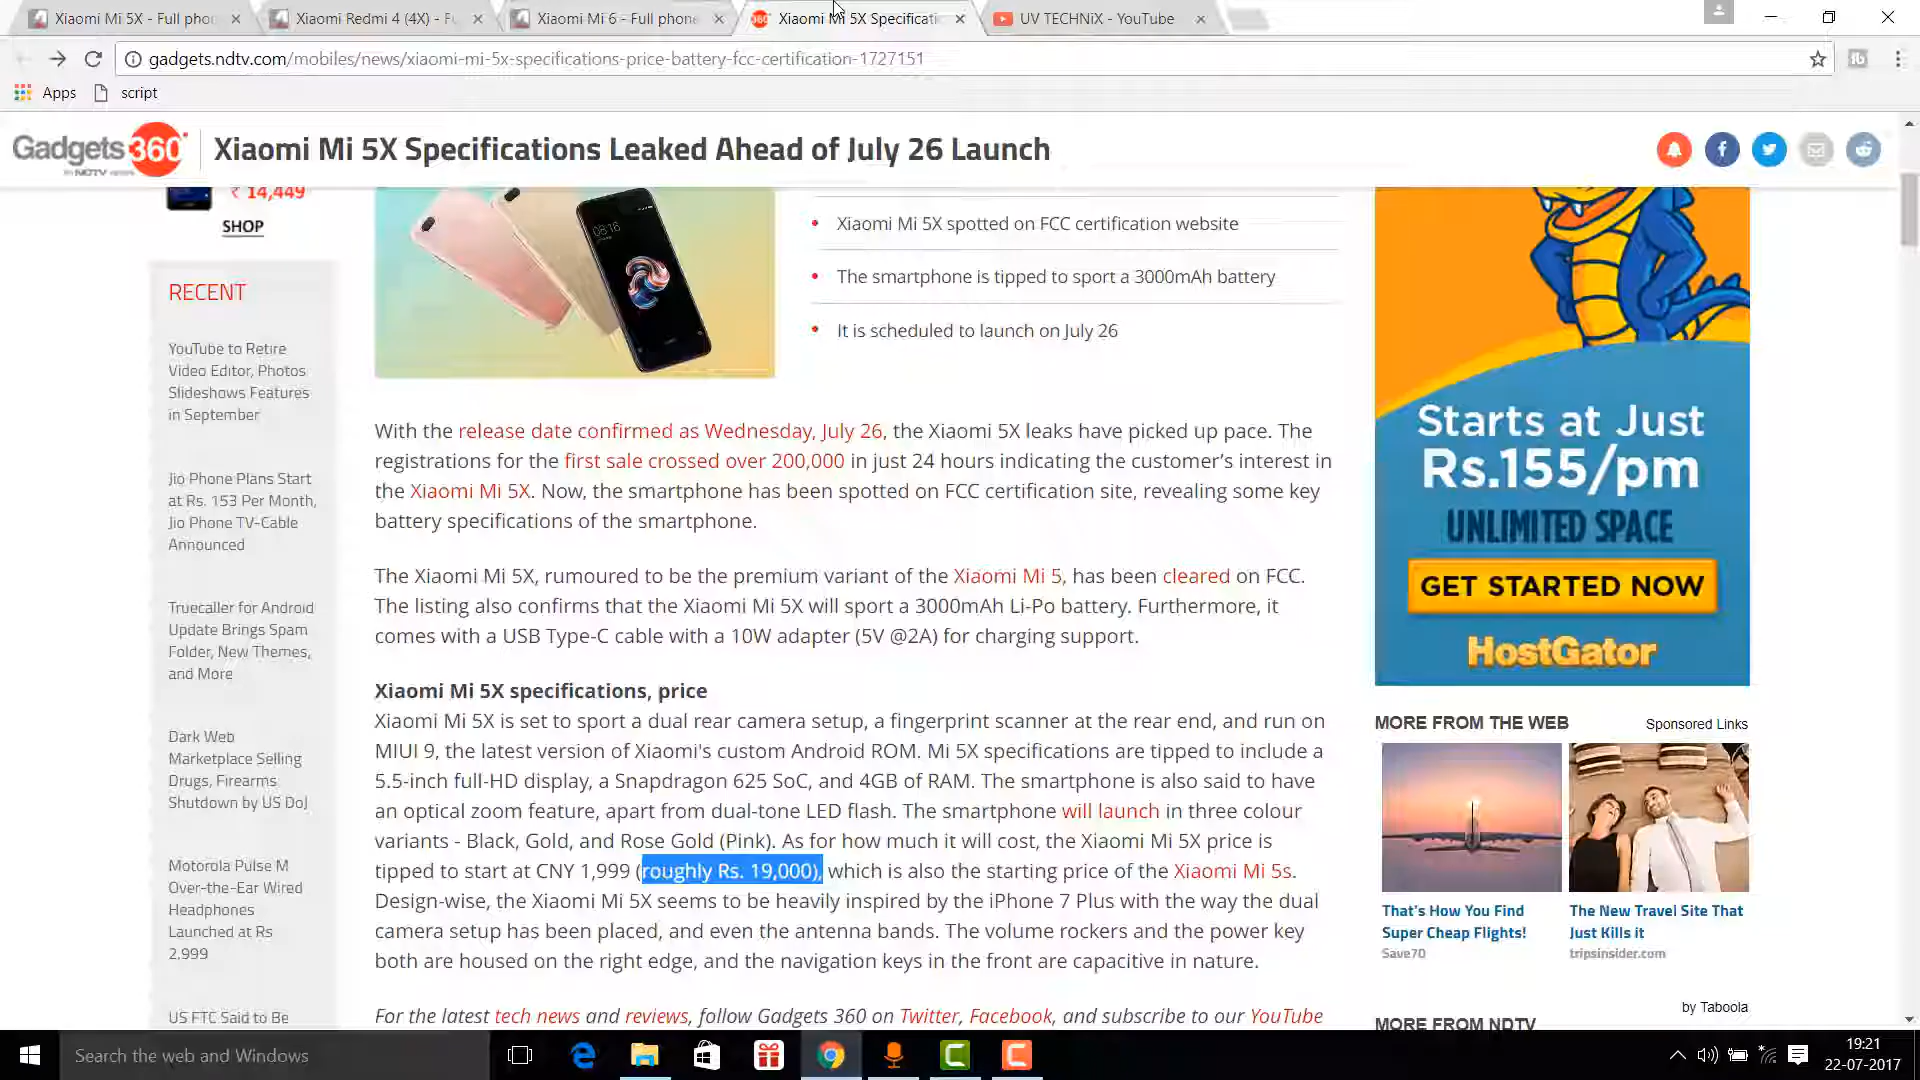 Xiaomi Mi 5X - Full phon
Xiaomi Redmi 4 (4X) - F
Xiaomi Mi 6 - Full phone
Xiaomi Mi 5X Specificati
UV TECHNiX - YouTube
gadgets.ndtv.com/mobiles/news/xiaomi-mi-5x-specifications-price-battery-fcc-certification-1727151
Apps
script
Gadgets 360°
Xiaomi Mi 5X Specifications Leaked Ahead of July 26 Launch
₹ 14,449
SHOP
RECENT
YouTube to Retire
Video Editor, Photos
Slideshows Features
in September
Jio Phone Plans Start
at Rs. 153 Per Month,
Jio Phone TV-Cable
Announced
Truecaller for Android
Update Brings Spam
Folder, New Themes,
and More
Dark Web
Marketplace Selling
Drugs, Firearms
Shutdown by US DoJ
Motorola Pulse M
Over-the-Ear Wired
Headphones
Launched at Rs
2,999
US FTC Said to Be
08:16
Xiaomi Mi 5X spotted on FCC certification website
The smartphone is tipped to sport a 3000mAh battery
It is scheduled to launch on July 26
With the release date confirmed as Wednesday, July 26, the Xiaomi 5X leaks have picked up pace. The
registrations for the first sale crossed over 200,000 in just 24 hours indicating the customer's interest in
the Xiaomi Mi 5X. Now, the smartphone has been spotted on FCC certification site, revealing some key
battery specifications of the smartphone.
The Xiaomi Mi 5X, rumoured to be the premium variant of the Xiaomi Mi 5, has been cleared on FCC.
The listing also confirms that the Xiaomi Mi 5X will sport a 3000mAh Li-Po battery. Furthermore, it
comes with a USB Type-C cable with a 10W adapter (5V @2A) for charging support.
Xiaomi Mi 5X specifications, price
Xiaomi Mi 5X is set to sport a dual rear camera setup, a fingerprint scanner at the rear end, and run on
MIUI 9, the latest version of Xiaomi's custom Android ROM. Mi 5X specifications are tipped to include a
5.5-inch full-HD display, a Snapdragon 625 SoC, and 4GB of RAM. The smartphone is also said to have
an optical zoom feature, apart from dual-tone LED flash. The smartphone will launch in three colour
variants - Black, Gold, and Rose Gold (Pink). As for how much it will cost, the Xiaomi Mi 5X price is
tipped to start at CNY 1,999 (roughly Rs. 19,000), which is also the starting price of the Xiaomi Mi 5s.
Design-wise, the Xiaomi Mi 5X seems to be heavily inspired by the iPhone 7 Plus with the way the dual
camera setup has been placed, and even the antenna bands. The volume rockers and the power key
both are housed on the right edge, and the navigation keys in the front are capacitive in nature.
For the latest tech news and reviews, follow Gadgets 360 on Twitter, Facebook, and subscribe to our YouTube
Starts at Just
Rs.155/pm
UNLIMITED SPACE
GET STARTED NOW
HostGator
MORE FROM THE WEB
Sponsored Links
That's How You Find
Super Cheap Flights!
Save70
The New Travel Site That
Just Kills it
tripsinsider.com
by Taboola
MORE FROM NDTV
Search the web and Windows
19:21
22-07-2017